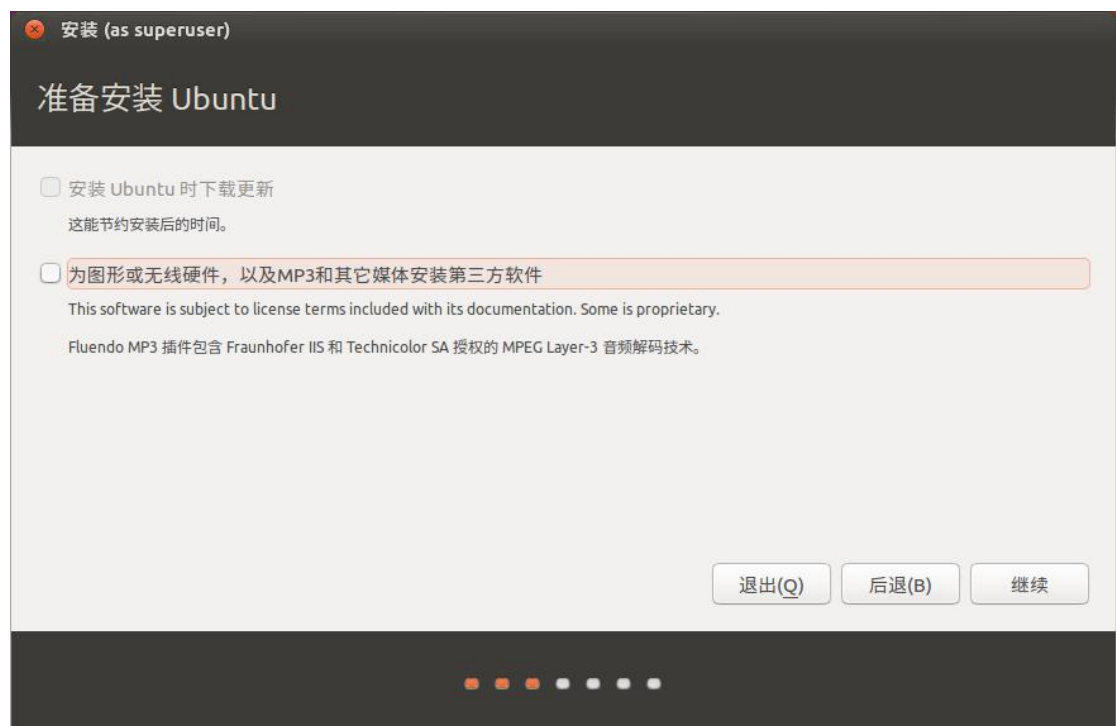 安装 (as superuser)
准备安装 Ubuntu
安装 Ubuntu 时下载更新
这能节约安装后的时间。
为图形或无线硬件，以及MP3和其它媒体安装第三方软件
This software is subject to license terms included with its documentation. Some is proprietary.
Fluendo MP3 插件包含 Fraunhofer IIS 和 Technicolor SA 授权的 MPEG Layer-3 音频解码技术。
退出(Q) 后退(B) 继续